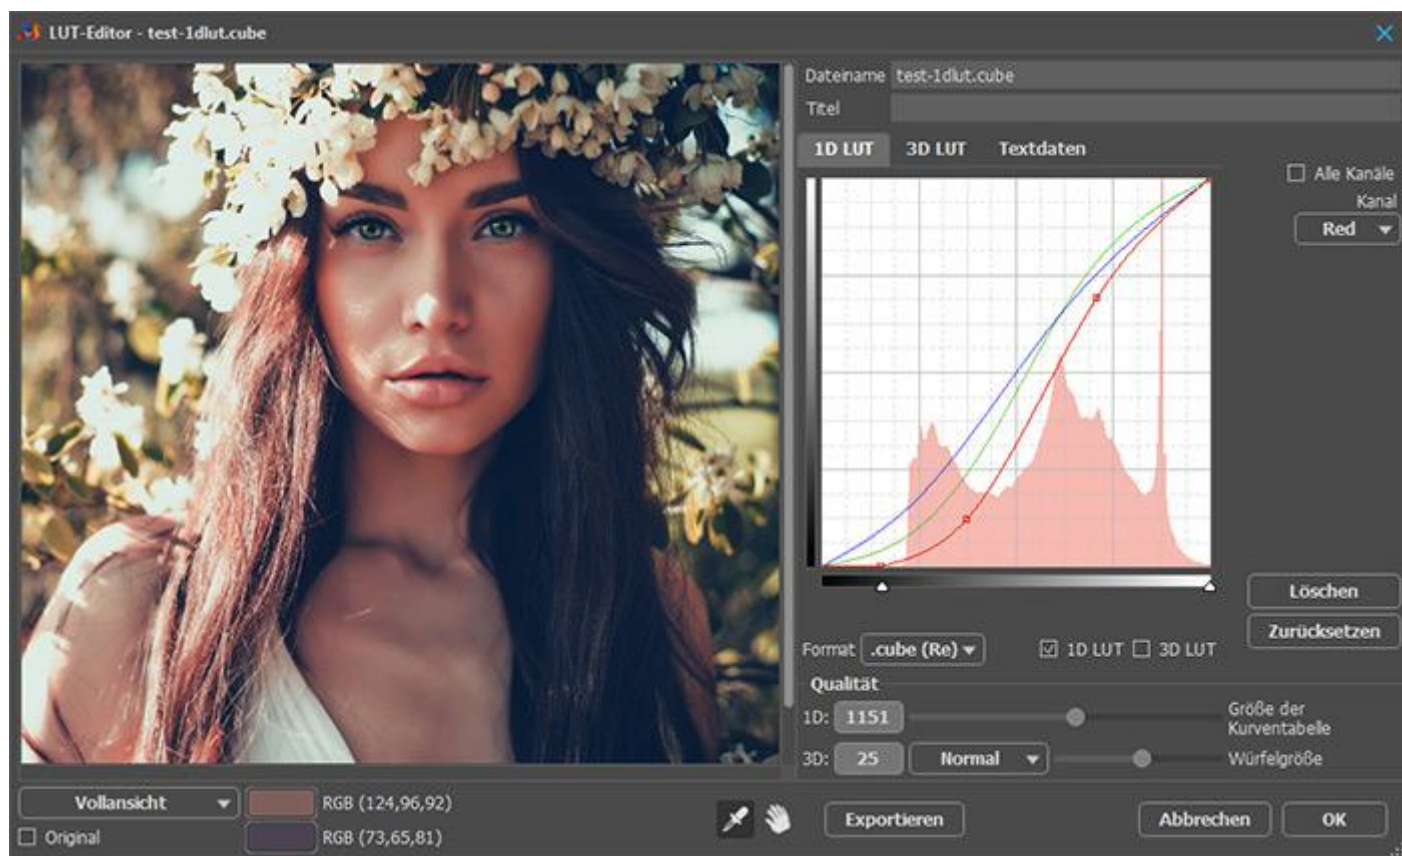 LUT-Editor - test-1dlut.cube
Dateiname test-1dlut.cube
Titel
1D LUT 3D LUT Textdaten
Alle Kanäle
Kanal
Red
Löschen
Zurücksetzen
Format .cube (Re) 1D LUT 3D LUT
Qualität
1D: 1151 Größe der
Kurventabelle
3D: 25 Normal Würfelgröße
Vollansicht RGB (124,96,92)
Original RGB (73,65,81)
Exportieren Abbrechen OK